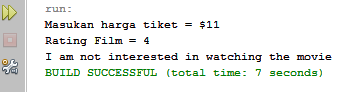 run:
Masukan harga tiket = $11
Rating Film = 4
I am not interested in watching the movie
BUILD SUCCESSFUL (total time: 7 seconds)